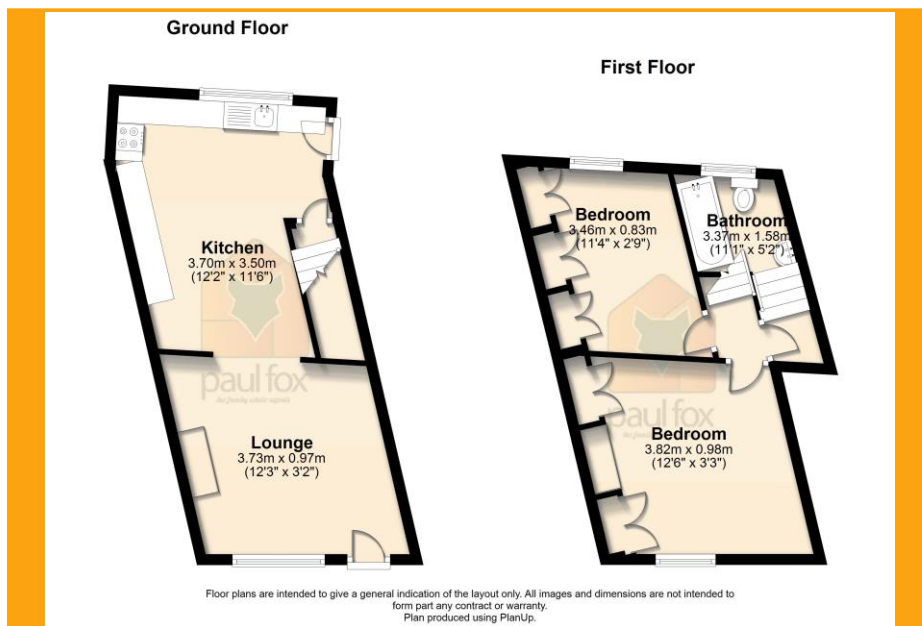 Ground Floor
Kitchen
3.70m x 3.50m
(12'2" x 11'6")
paul fox
Lounge
3.73m x 0.97m
(12'3" x 3'2")
First Floor
Bedroom
3.46m x 0.83m
(11'4" x 2'9")
Bathroom
3.37m x 1.58m
(11'1" x 5'2")
paul fox
Bedroom
3.82m x 0.98m
(12'6" x 3'3")
Floor plans are intended to give a general indication of the layout only. All images and dimensions are not intended to
form part any contract or warranty.
Plan produced using PlanUp.